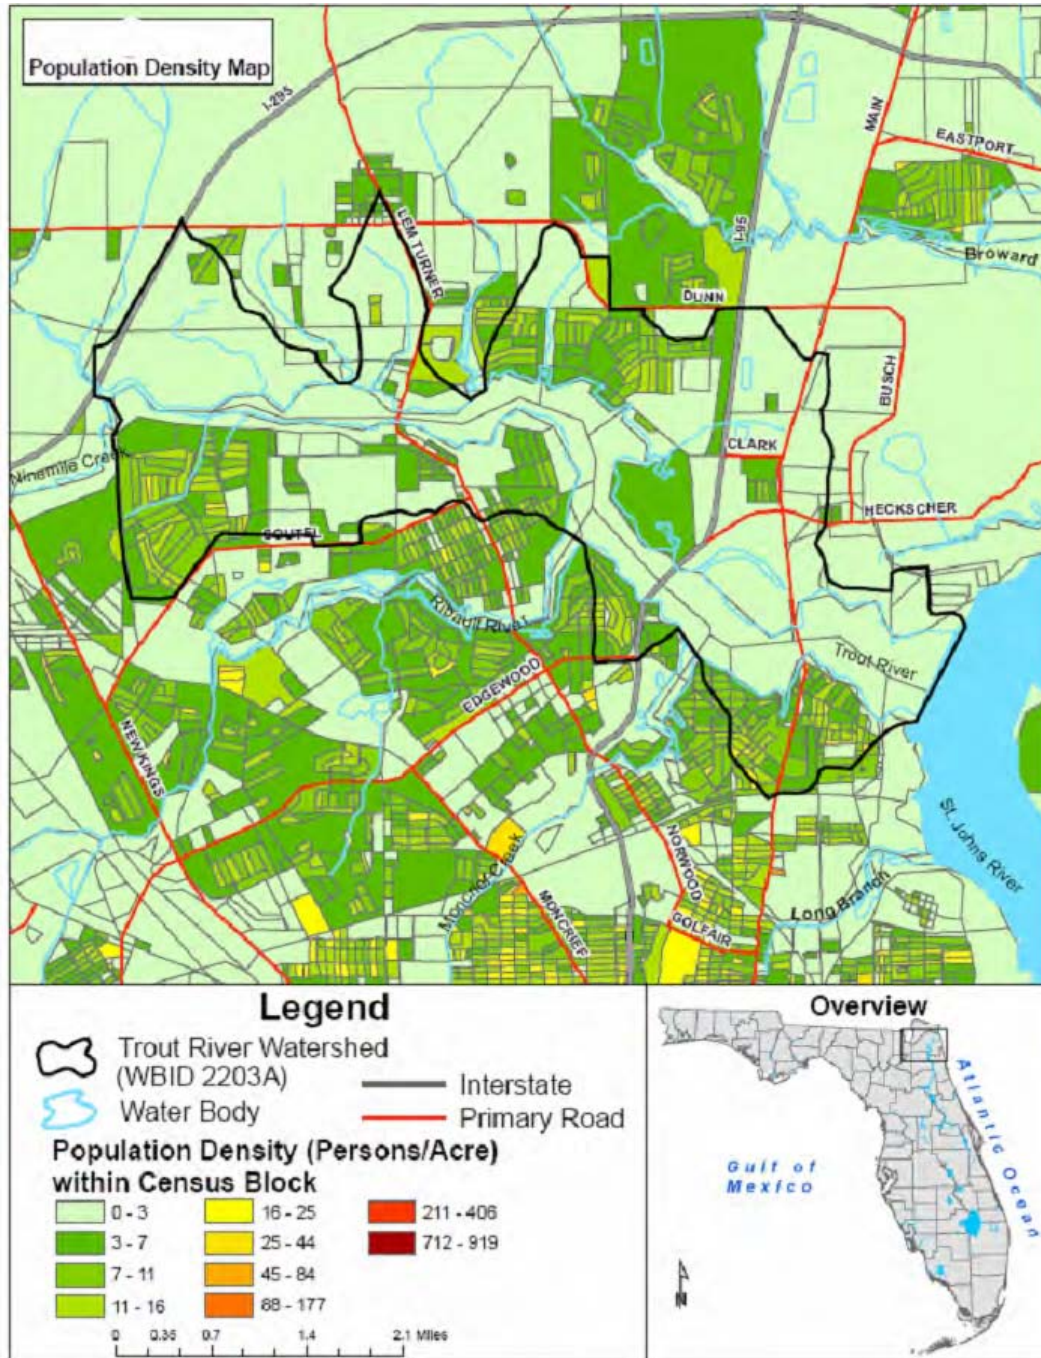 Population Density Map
I-295
MAIN
EASTPORT
LEM TURNER
I-95
Broward
DUNN
BUSCH
CLARK
Ninemile Creek
HECKSCHER
SOUTEL
Ribault River
Trout River
EDGEWOOD
NEW KINGS
St. Johns River
NORWOOD
Moncrief Creek
MONCRIEF
Long Branch
GOLFAIR
Legend
Trout River Watershed
(WBID 2203A)
Water Body
Interstate
Primary Road
Population Density (Persons/Acre)
within Census Block
0 - 3
3 - 7
7 - 11
11 - 16
16 - 25
25 - 44
45 - 84
88 - 177
211 - 406
712 - 919
0 0.35 0.7 1.4 2.1 Miles
Overview
Atlantic Ocean
Gulf of
Mexico
N